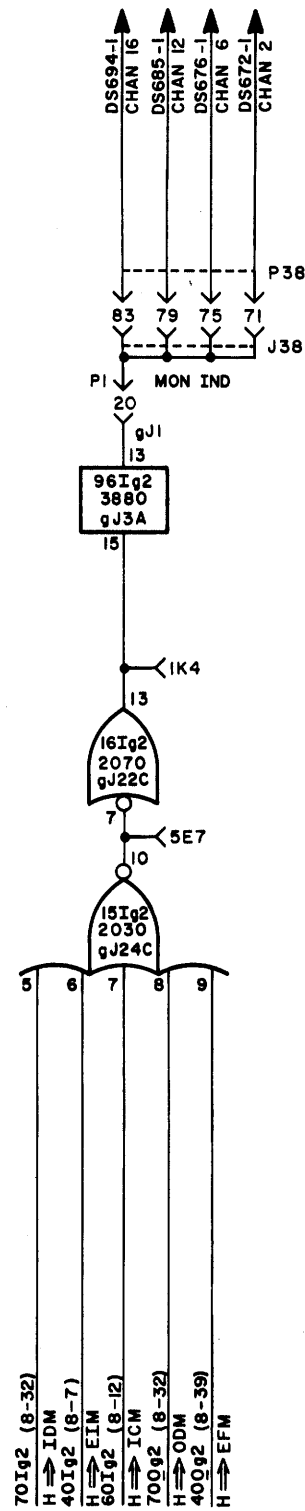 DS694-1
CHAN 16
DS685-1
CHAN 12
DS676-1
CHAN 6
DS672-1
CHAN 2
P38
83 79 75 71
J38
P1 MON IND
20
gJ1
13
96Ig2
3880
gJ3A
15
1K4
13
16Ig2
2070
gJ22C
7
5E7
10
15Ig2
2030
gJ24C
5 6 7 8 9
70Ig2 (8-32)
H ⇒ IDM
40Ig2 (8-7)
H ⇒ EIM
60Ig2 (8-12)
H ⇒ ICM
70Og2 (8-32)
H ⇒ ODM
40Og2 (8-39)
H ⇒ EFM